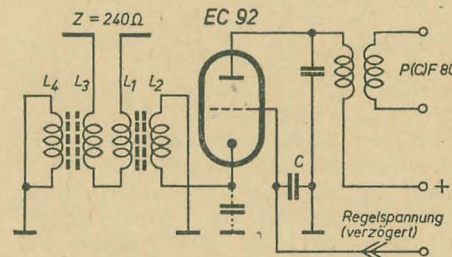 Z = 240Ω
EC 92
L4
L3
L1
L2
P(C)F 80
C
+
Regelspannung
(verzögert)